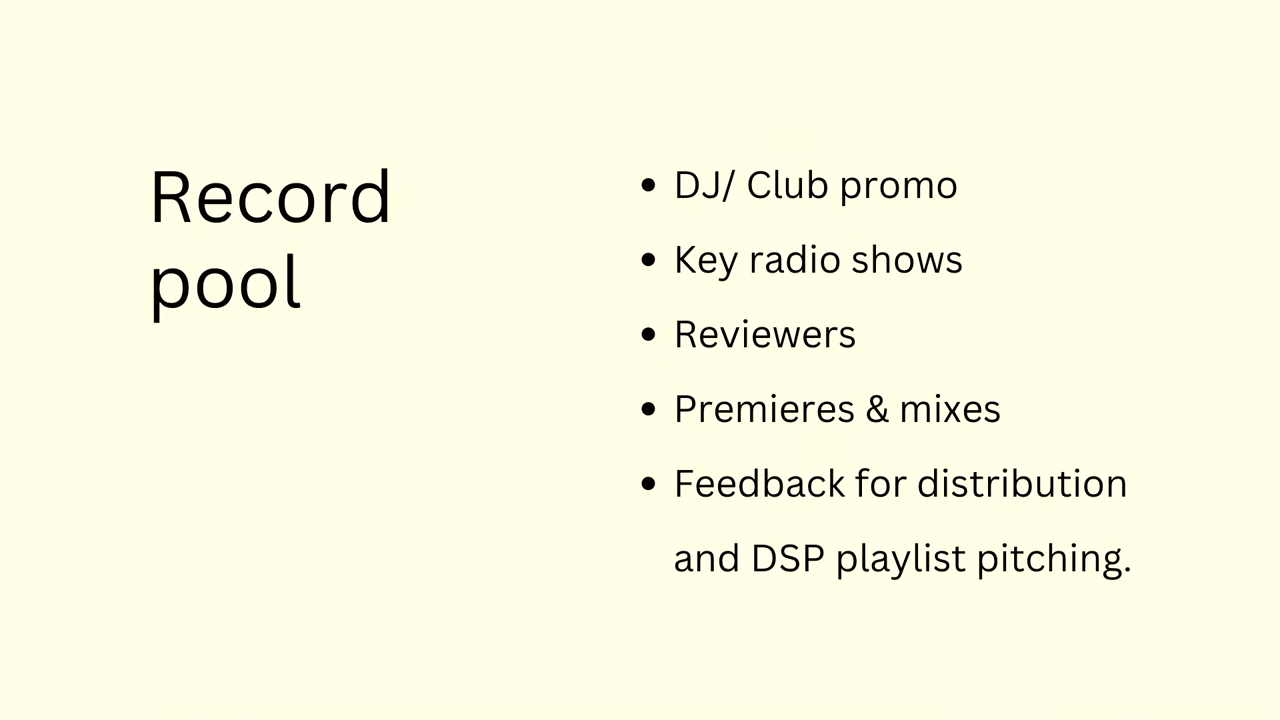 Record
pool
• DJ/ Club promo
• Key radio shows
• Reviewers
• Premieres & mixes
• Feedback for distribution
and DSP playlist pitching.